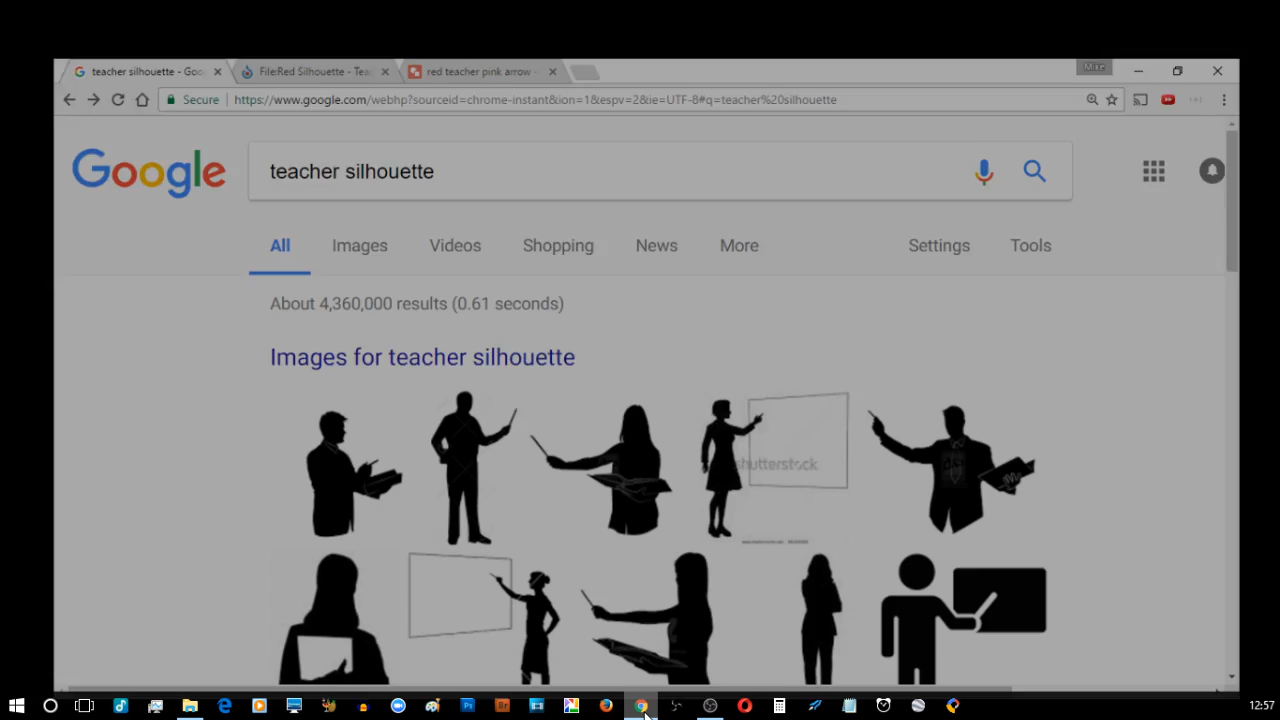 teacher silhouette - Goo
File:Red Silhouette - Tea
red teacher pink arrow -
Mike
Secure
https://www.google.com/webhp?sourceid=chrome-instant&ion=1&espv=2&ie=UTF-8#q=teacher%20silhouette
Google
teacher silhouette
All Images Videos Shopping News More Settings Tools
About 4,360,000 results (0.61 seconds)
Images for teacher silhouette
shutterstock
Ps
Br
12:57